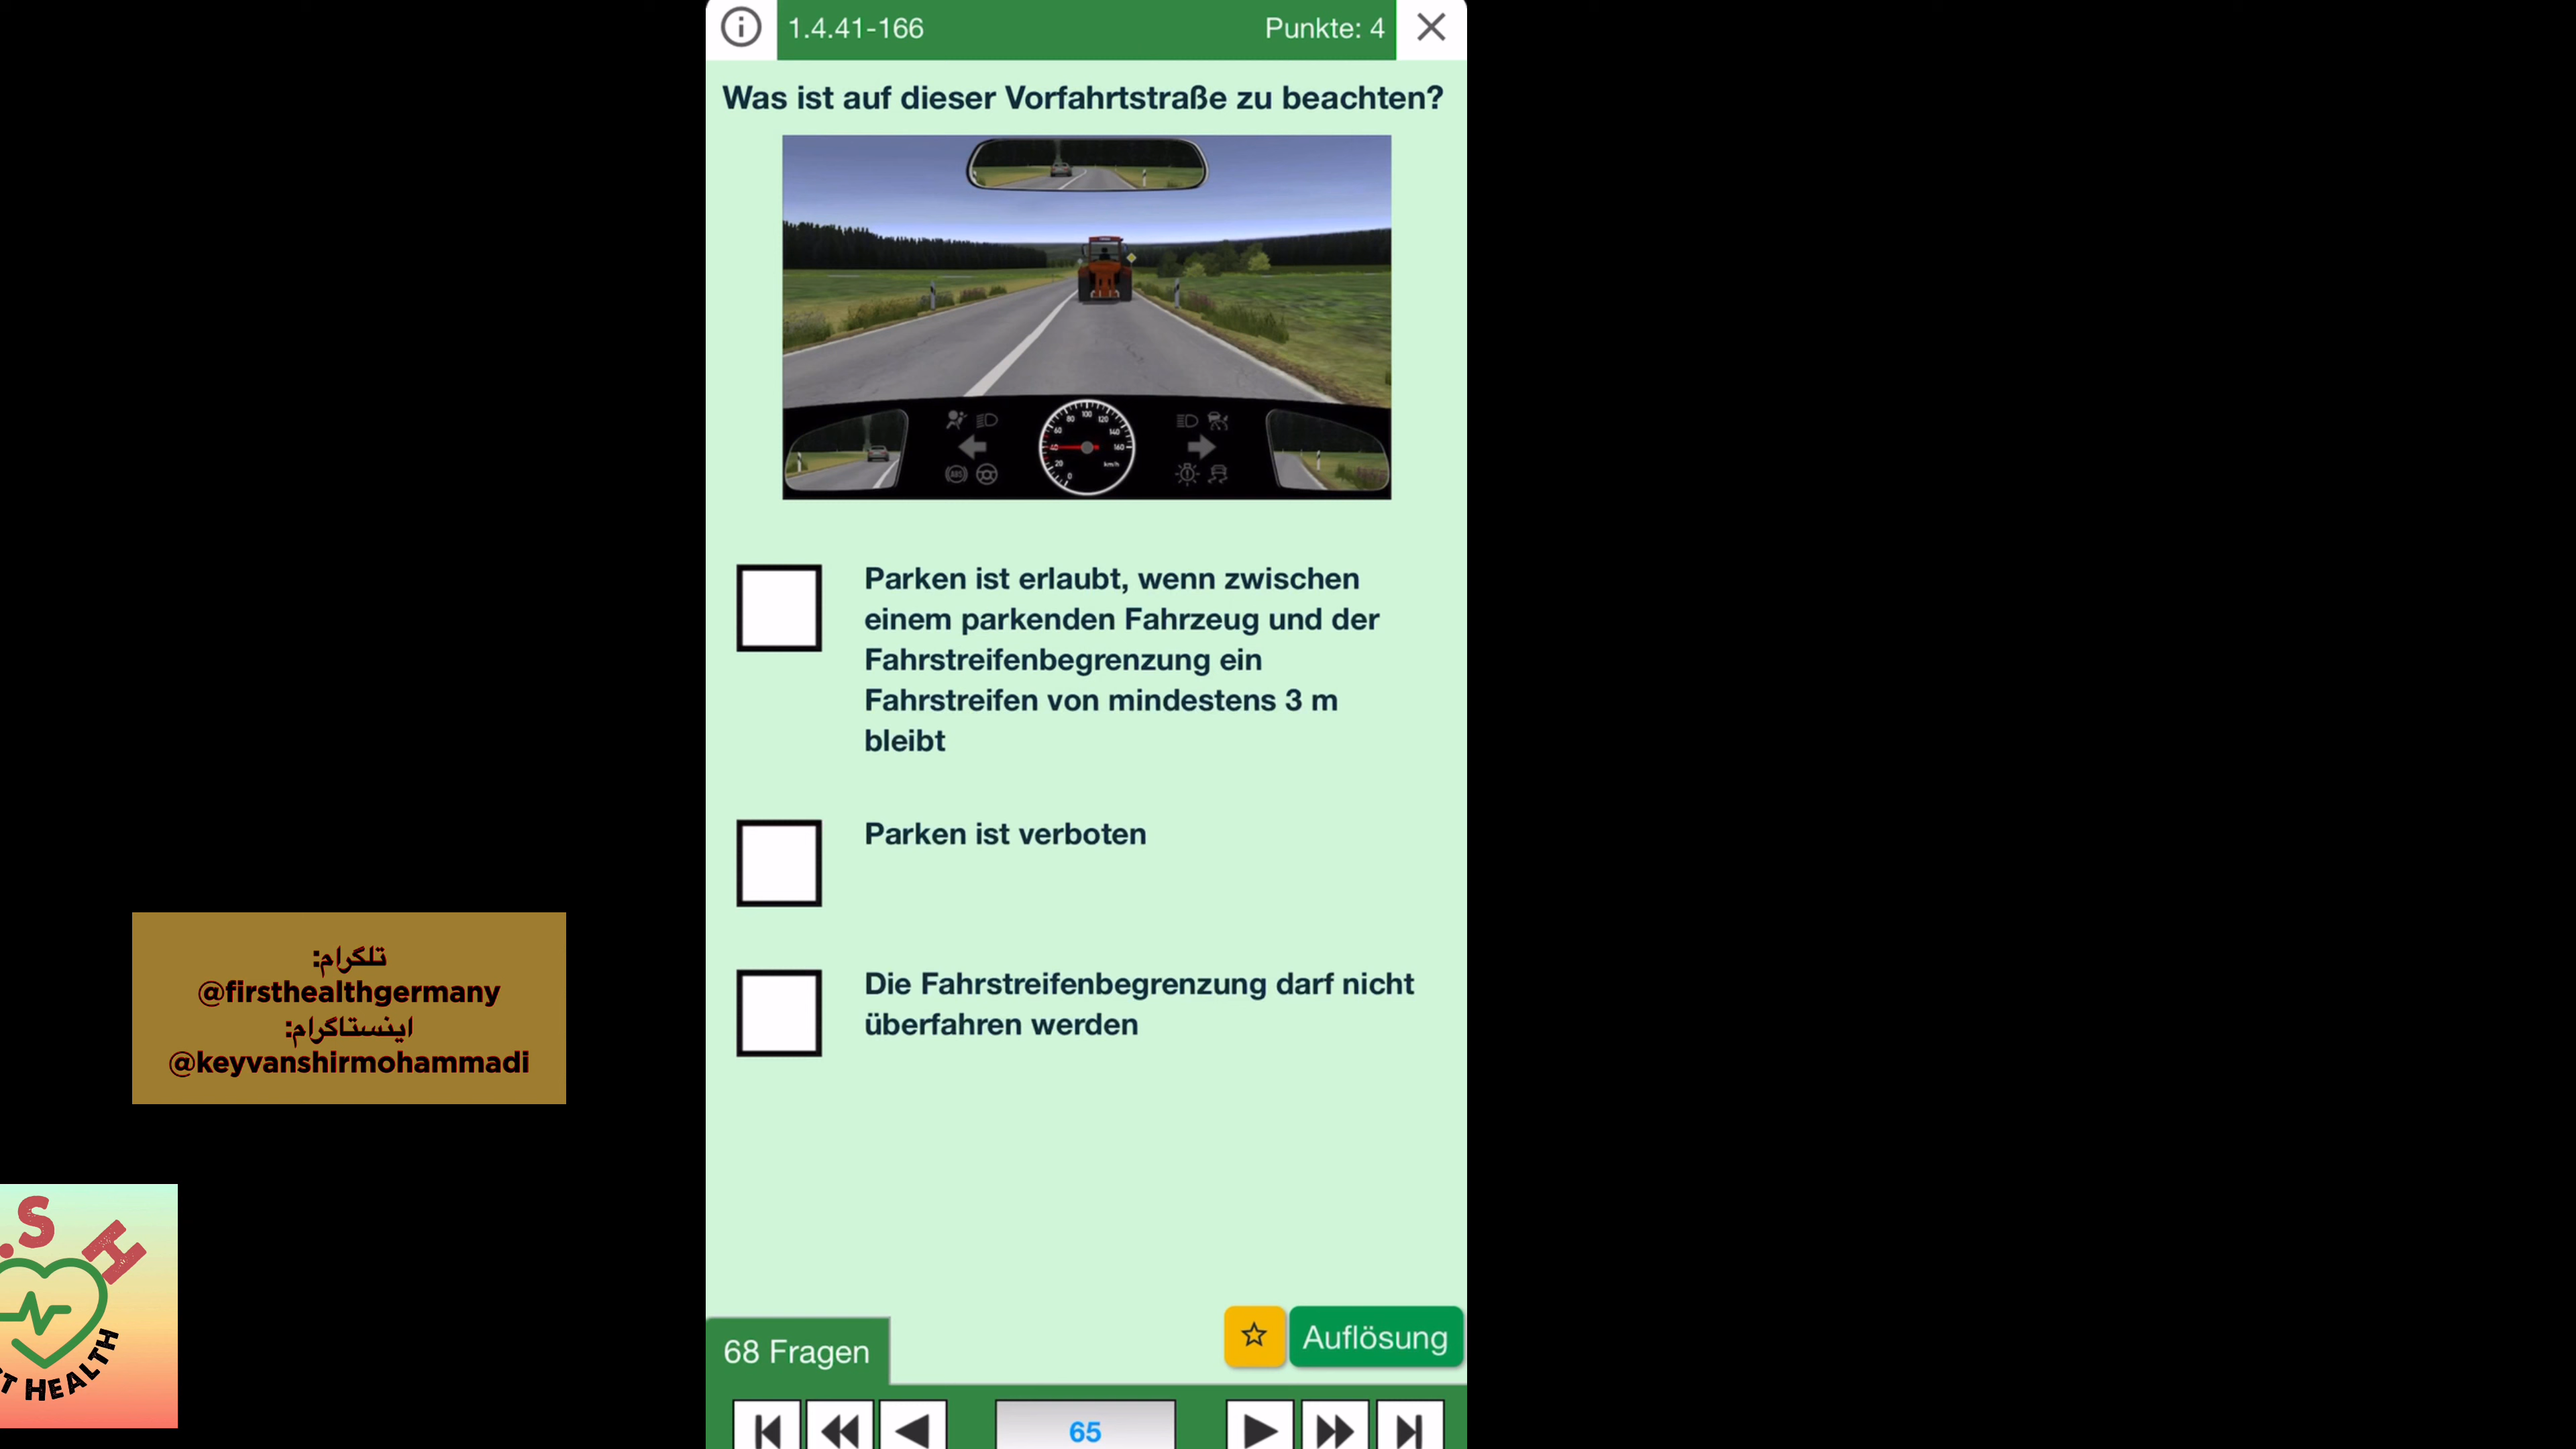 1.4.41-166
Punkte: 4
Was ist auf dieser Vorfahrtstraße zu beachten?
Parken ist erlaubt, wenn zwischen
einem parkenden Fahrzeug und der
Fahrstreifenbegrenzung ein
Fahrstreifen von mindestens 3 m
bleibt
Parken ist verboten
Die Fahrstreifenbegrenzung darf nicht
überfahren werden
تلگرام:
@firsthealthgermany
اینستاگرام:
@keyvanshirmohammadi
.S H
T HEALTH
68 Fragen
Auflösung
65